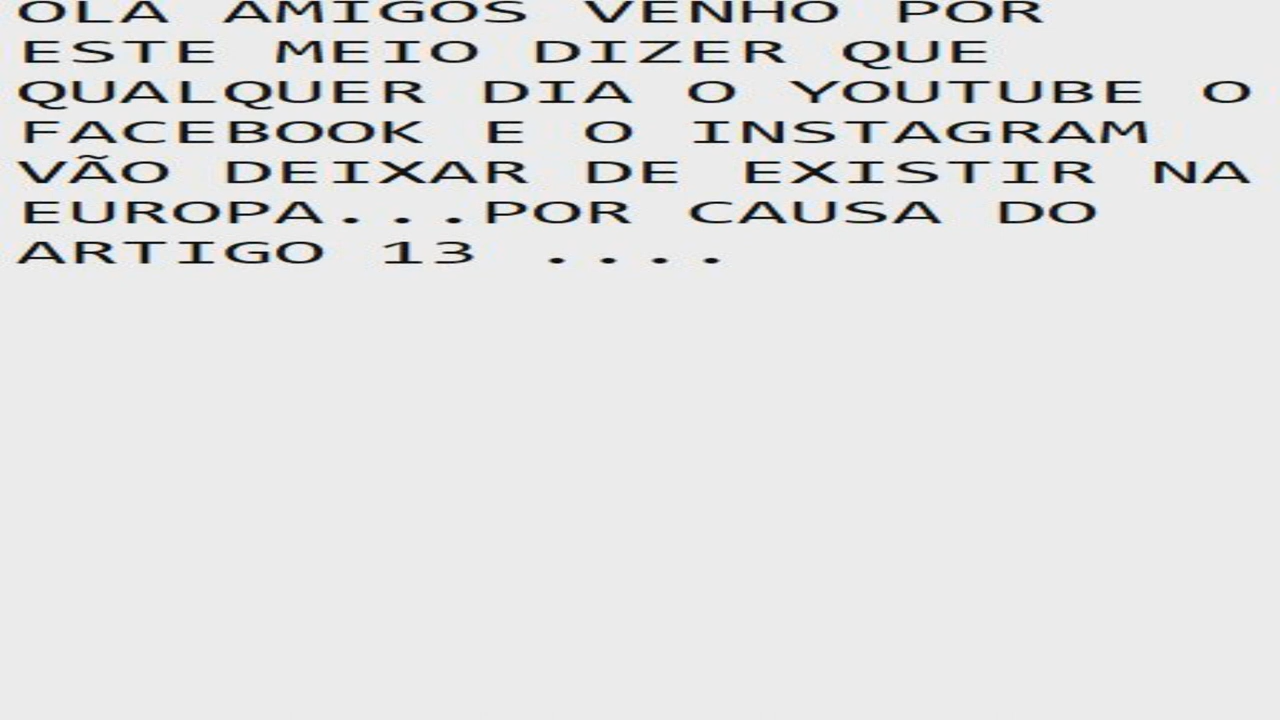 OLA AMIGOS VENHO POR
ESTE MEIO DIZER QUE
QUALQUER DIA O YOUTUBE O
FACEBOOK E O INSTAGRAM
VÃO DEIXAR DE EXISTIR NA
EUROPA...POR CAUSA DO
ARTIGO 13 ....